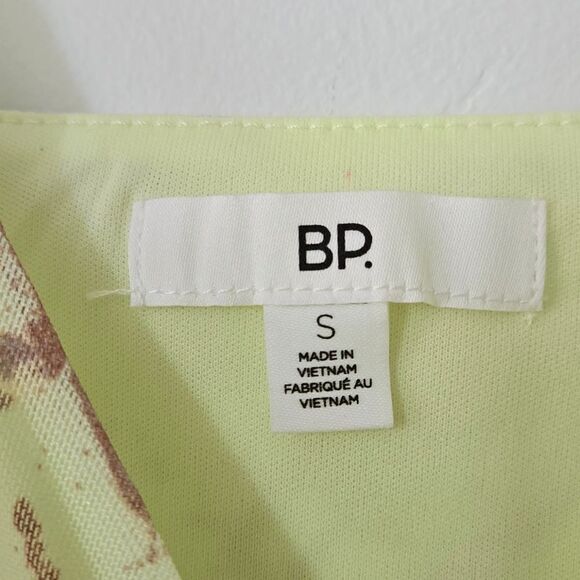 BP.
S
MADE IN
VIETNAM
FABRIQUÉ AU
VIETNAM